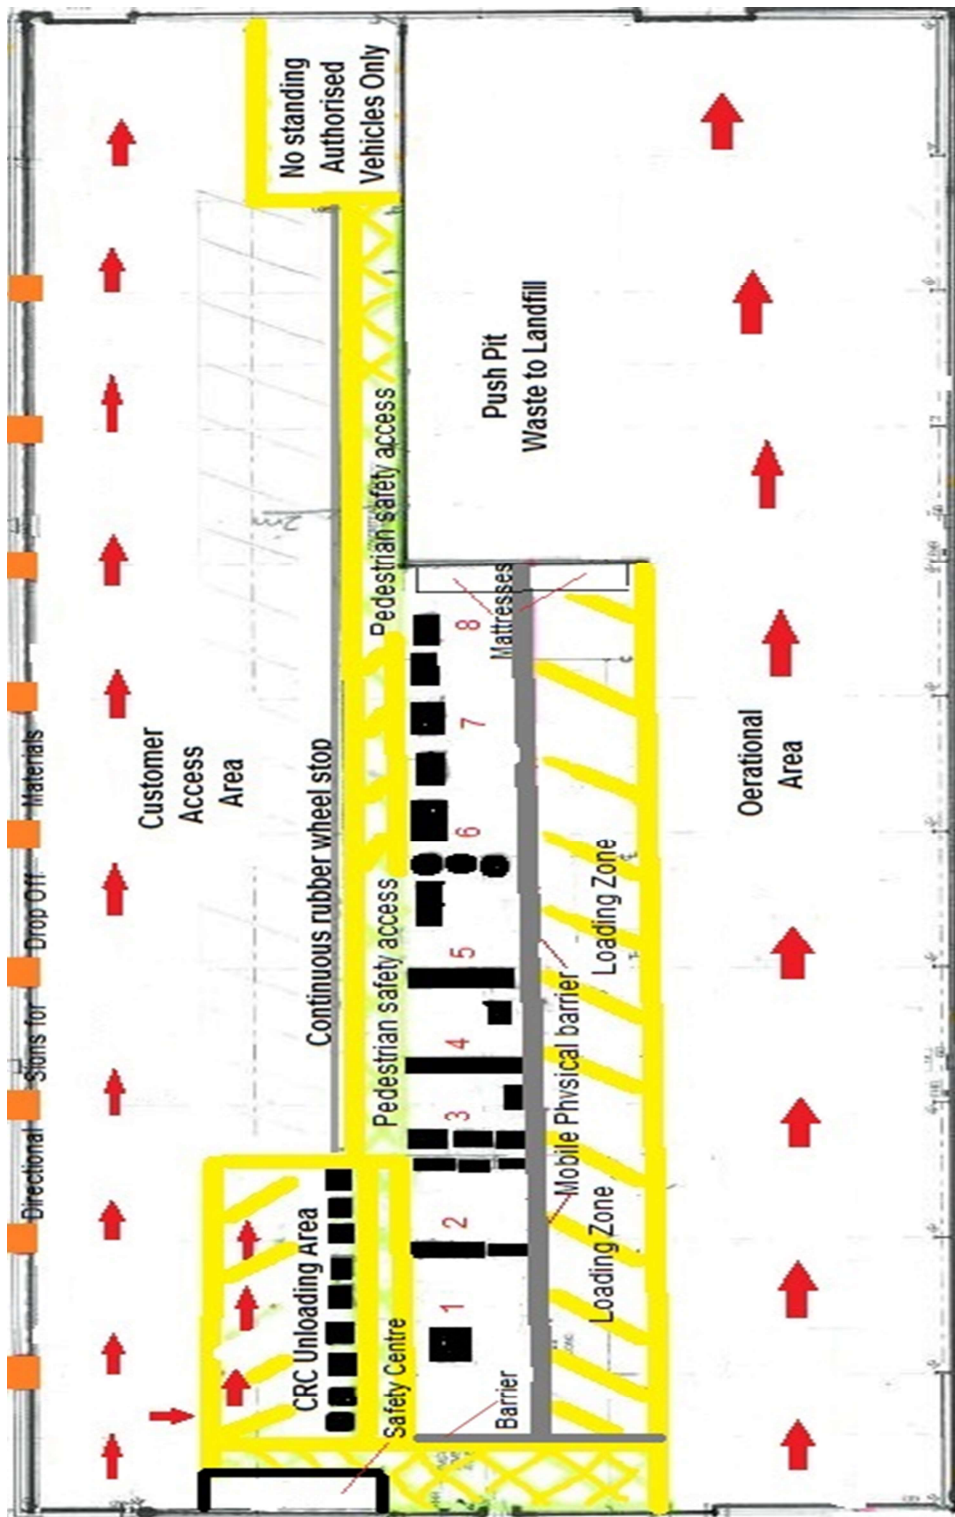 No standing
Authorised
Vehicles Only
Push Pit
Waste to Landfill
Pedestrian safety access
2m
Mattresses
8
7
6
5
4
3
2
1
Customer
Access
Area
Directional Signs for Drop Off Materials
Continuous rubber wheel stop
Pedestrian safety access
Oerational
Area
Loading Zone
Mobile Physical barrier
Loading Zone
CRC Unloading Area
Safety Centre
Barrier